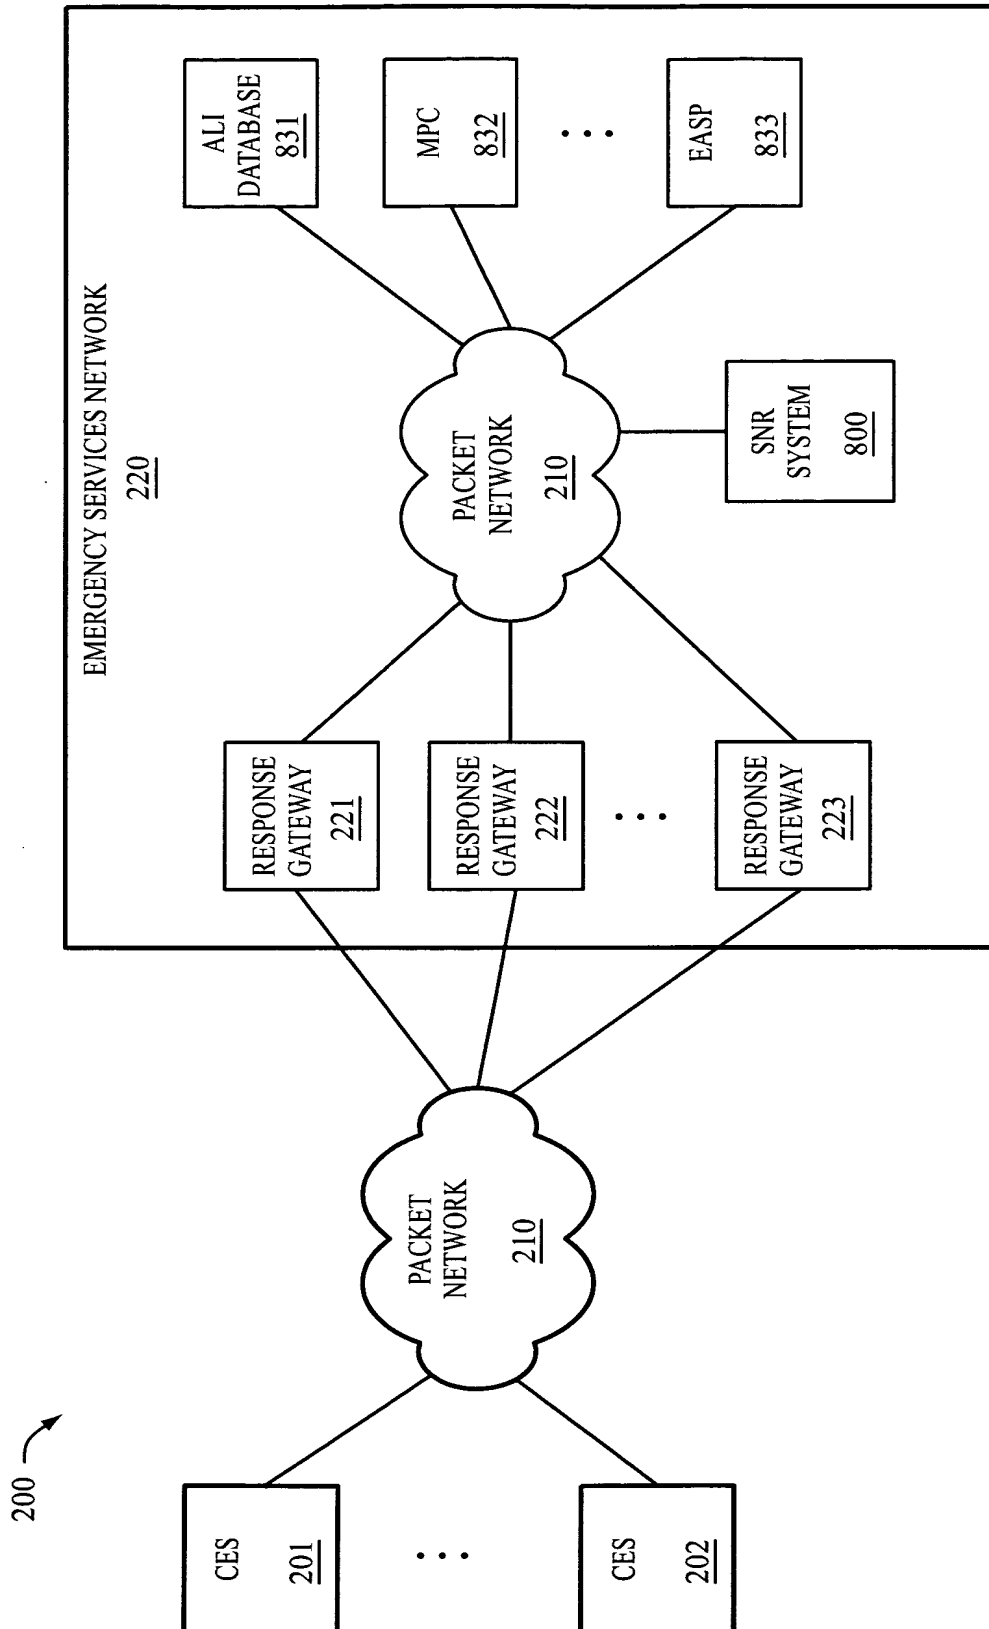 200
CES
201
CES
202
PACKET
NETWORK
210
EMERGENCY SERVICES NETWORK
220
RESPONSE
GATEWAY
221
RESPONSE
GATEWAY
222
RESPONSE
GATEWAY
223
PACKET
NETWORK
210
SNR
SYSTEM
800
ALI
DATABASE
831
MPC
832
EASP
833